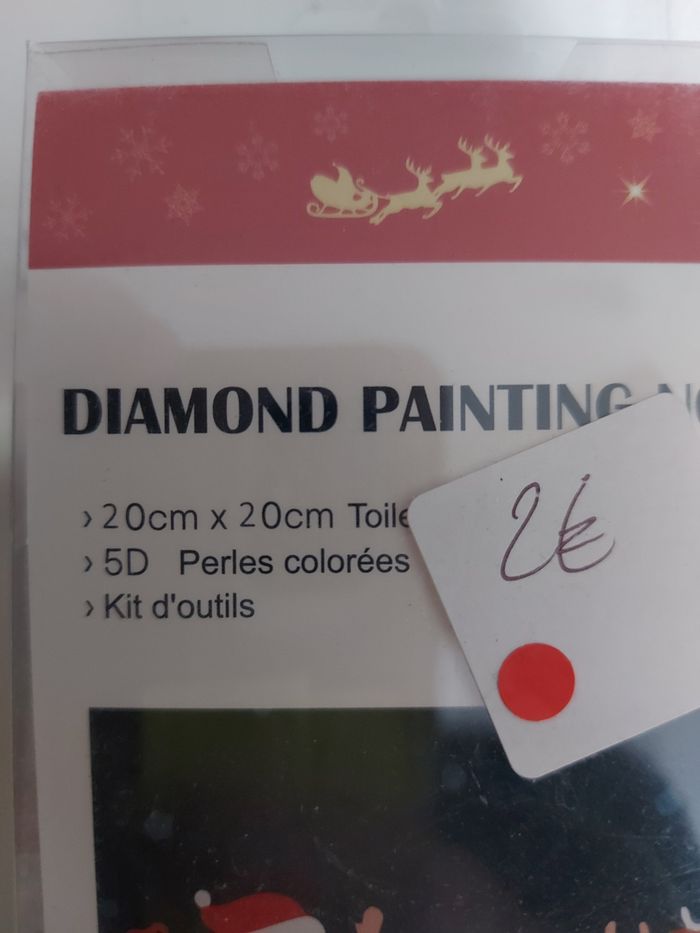 DIAMOND PAINTING
› 20cm x 20cm Toile
2€
› 5D Perles colorées
› Kit d'outils